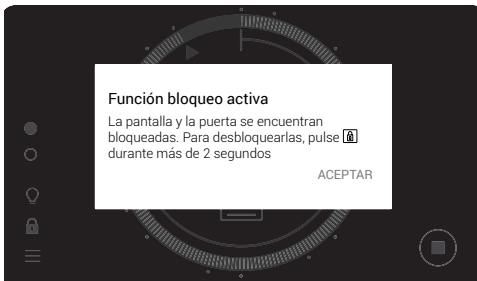 Función bloqueo activa
La pantalla y la puerta se encuentran
bloqueadas. Para desbloquearlas, pulse
durante más de 2 segundos
ACEPTAR